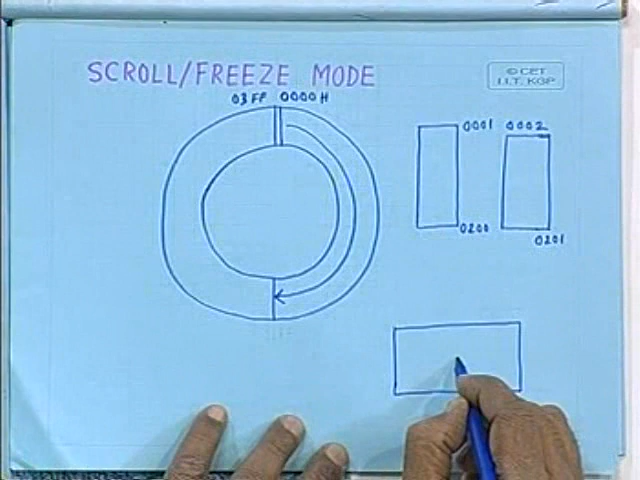 SCROLL/FREEZE MODE
© CET
I.I.T. KGP
03FF 0000H
0001 0002
0200
0201